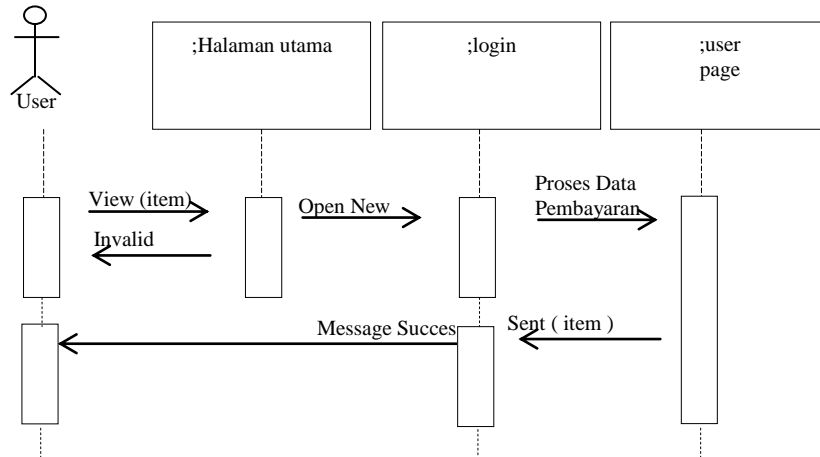 ;Halaman utama
;login
;user
page
User
View (item)
Open New
Proses Data
Pembayaran
Invalid
Message Succes
Sent ( item )